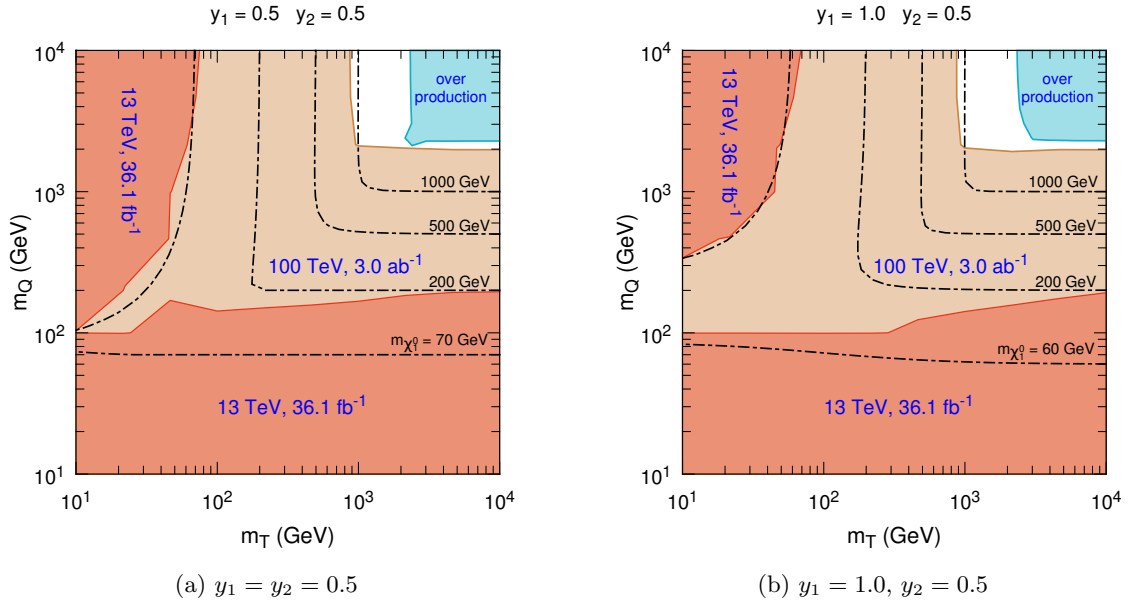 y1 = 0.5 y2 = 0.5
10^4
10^3
10^2
10^1
m_Q (GeV)
13 TeV, 36.1 fb^-1
over
production
1000 GeV
500 GeV
100 TeV, 3.0 ab^-1
200 GeV
m_χ₁⁰ = 70 GeV
13 TeV, 36.1 fb^-1
10^1 10^2 10^3 10^4
m_T (GeV)
(a) y1 = y2 = 0.5
y1 = 1.0 y2 = 0.5
10^4
10^3
10^2
10^1
m_Q (GeV)
13 TeV, 36.1 fb^-1
over
production
1000 GeV
500 GeV
100 TeV, 3.0 ab^-1
200 GeV
m_χ₁⁰ = 60 GeV
13 TeV, 36.1 fb^-1
10^1 10^2 10^3 10^4
m_T (GeV)
(b) y1 = 1.0, y2 = 0.5